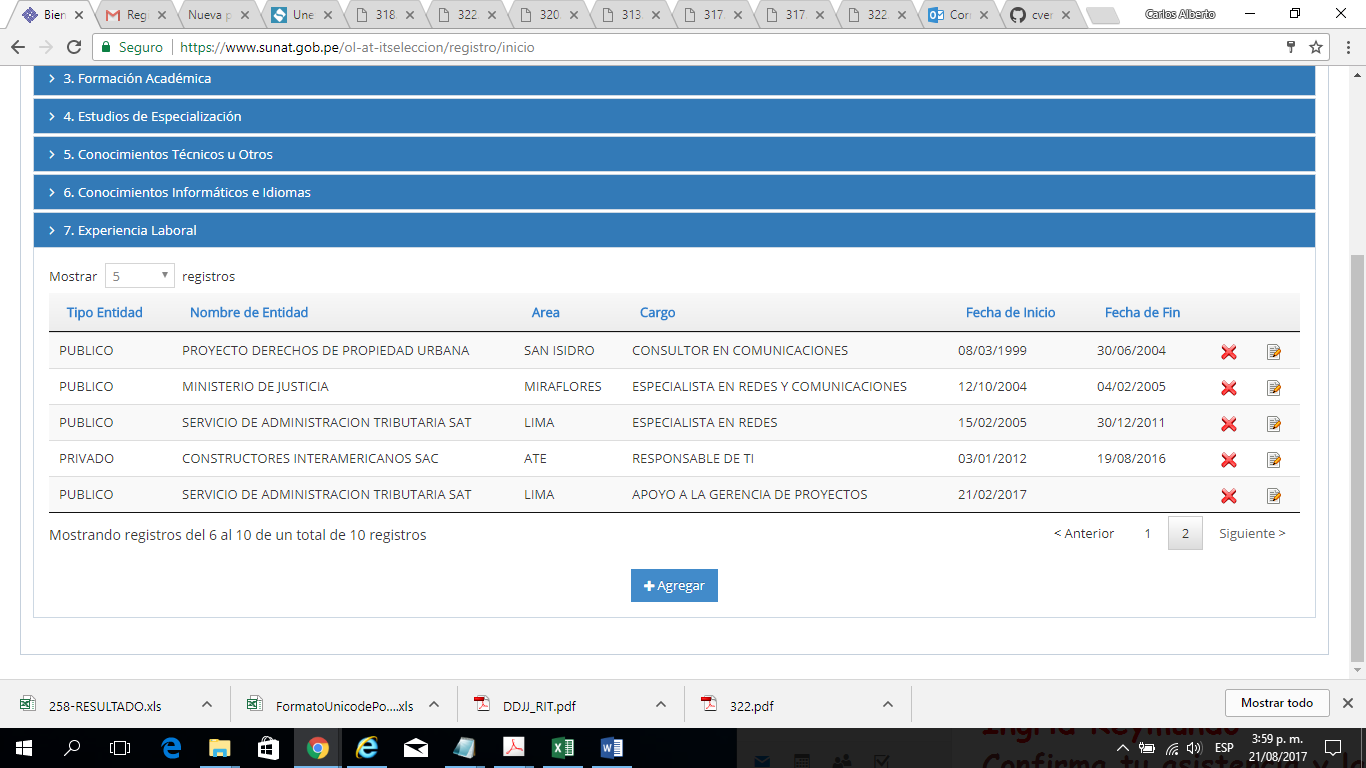 Bien
Reg
Nueva p
Une
318
322
320
313
317
317
323
Cor
cver
Carlos Alberto
Seguro
https://www.sunat.gob.pe/ol-at-itseleccion/registro/inicio
> 3. Formación Académica
> 4. Estudios de Especialización
> 5. Conocimientos Técnicos u Otros
> 6. Conocimientos Informáticos e Idiomas
> 7. Experiencia Laboral
Mostrar 5 registros
Tipo Entidad Nombre de Entidad Area Cargo Fecha de Inicio Fecha de Fin
PUBLICO PROYECTO DERECHOS DE PROPIEDAD URBANA SAN ISIDRO CONSULTOR EN COMUNICACIONES 08/03/1999 30/06/2004
PUBLICO MINISTERIO DE JUSTICIA MIRAFLORES ESPECIALISTA EN REDES Y COMUNICACIONES 12/10/2004 04/02/2005
PUBLICO SERVICIO DE ADMINISTRACION TRIBUTARIA SAT LIMA ESPECIALISTA EN REDES 15/02/2005 30/12/2011
PRIVADO CONSTRUCTORES INTERAMERICANOS SAC ATE RESPONSABLE DE TI 03/01/2012 19/08/2016
PUBLICO SERVICIO DE ADMINISTRACION TRIBUTARIA SAT LIMA APOYO A LA GERENCIA DE PROYECTOS 21/02/2017
Mostrando registros del 6 al 10 de un total de 10 registros
< Anterior 1 2 Siguiente >
Agregar
258-RESULTADO.xls
FormatoUnicodePo....xls
DDJJ_RIT.pdf
322.pdf
Mostrar todo
ESP
3:59 p. m.
21/08/2017